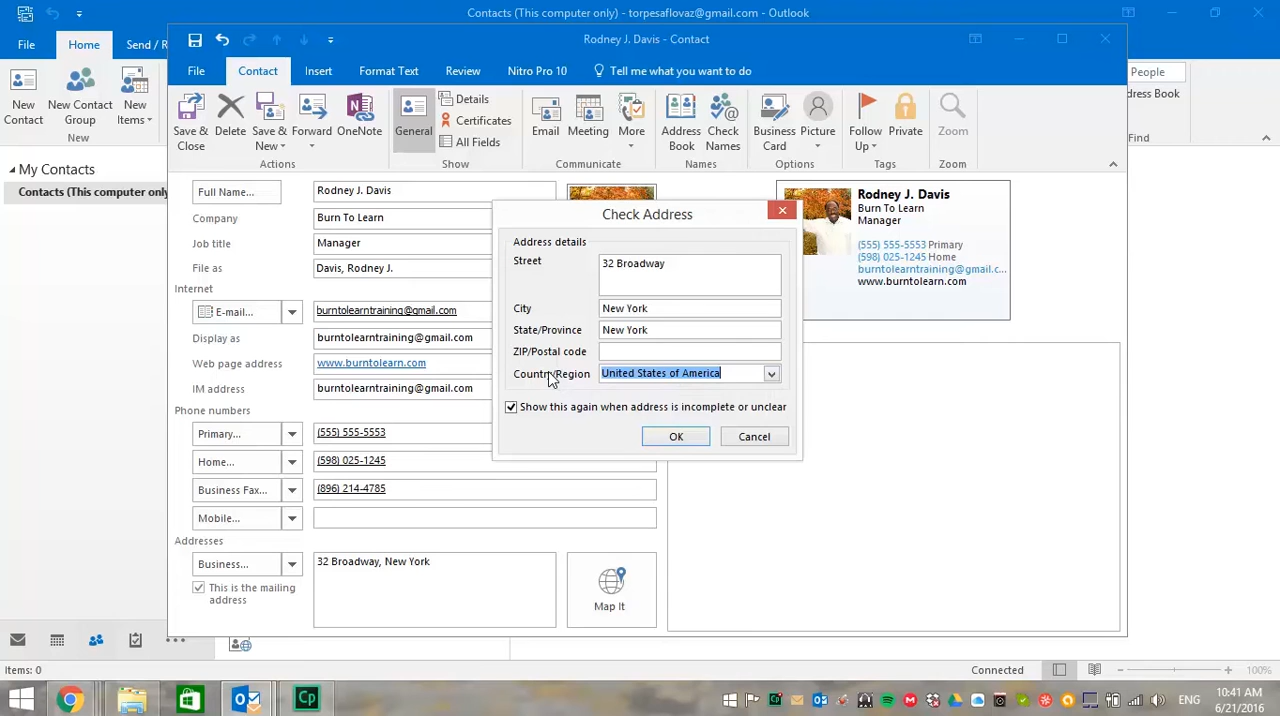 Contacts (This computer only) - torpesaflovaz@gmail.com - Outlook
File
Home
Send / R
People
dress Book
Find
New Contact
New Contact Group
New Items
New
My Contacts
Contacts (This computer only
Rodney J. Davis - Contact
File
Contact
Insert
Format Text
Review
Nitro Pro 10
Tell me what you want to do
Save & Close
Delete
Save & New
Forward
OneNote
Actions
General
Details
Certificates
All Fields
Show
Email
Meeting
More
Communicate
Address Book
Check Names
Names
Business Card
Picture
Options
Follow Up
Private
Tags
Zoom
Zoom
Full Name...
Rodney J. Davis
Company
Burn To Learn
Job title
Manager
File as
Davis, Rodney J.
Internet
E-mail...
burntolearntraining@gmail.com
Display as
burntolearntraining@gmail.com
Web page address
www.burntolearn.com
IM address
burntolearntraining@gmail.com
Phone numbers
Primary...
(555) 555-5553
Home...
(598) 025-1245
Business Fax...
(896) 214-4785
Mobile...
Addresses
Business...
32 Broadway, New York
This is the mailing
address
Map It
Rodney J. Davis
Burn To Learn
Manager
(555) 555-5553 Primary
(598) 025-1245 Home
burntolearntraining@gmail.c...
www.burntolearn.com
Check Address
Address details
Street
32 Broadway
City
New York
State/Province
New York
ZIP/Postal code
Country/Region
United States of America
Show this again when address is incomplete or unclear
OK
Cancel
Items: 0
Connected
100%
Cp
ENG
10:41 AM
6/21/2016